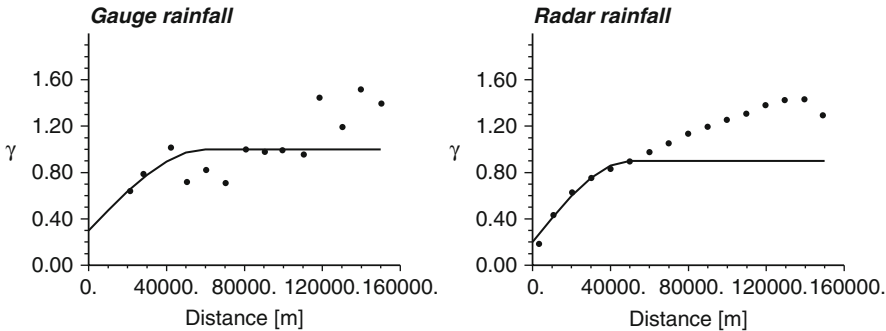 Gauge rainfall
1.60
1.20
γ 0.80
0.40
0.00
0. 40000. 80000. 120000. 160000.
Distance [m]
Radar rainfall
1.60
1.20
γ 0.80
0.40
0.00
0. 40000. 80000. 120000. 160000.
Distance [m]